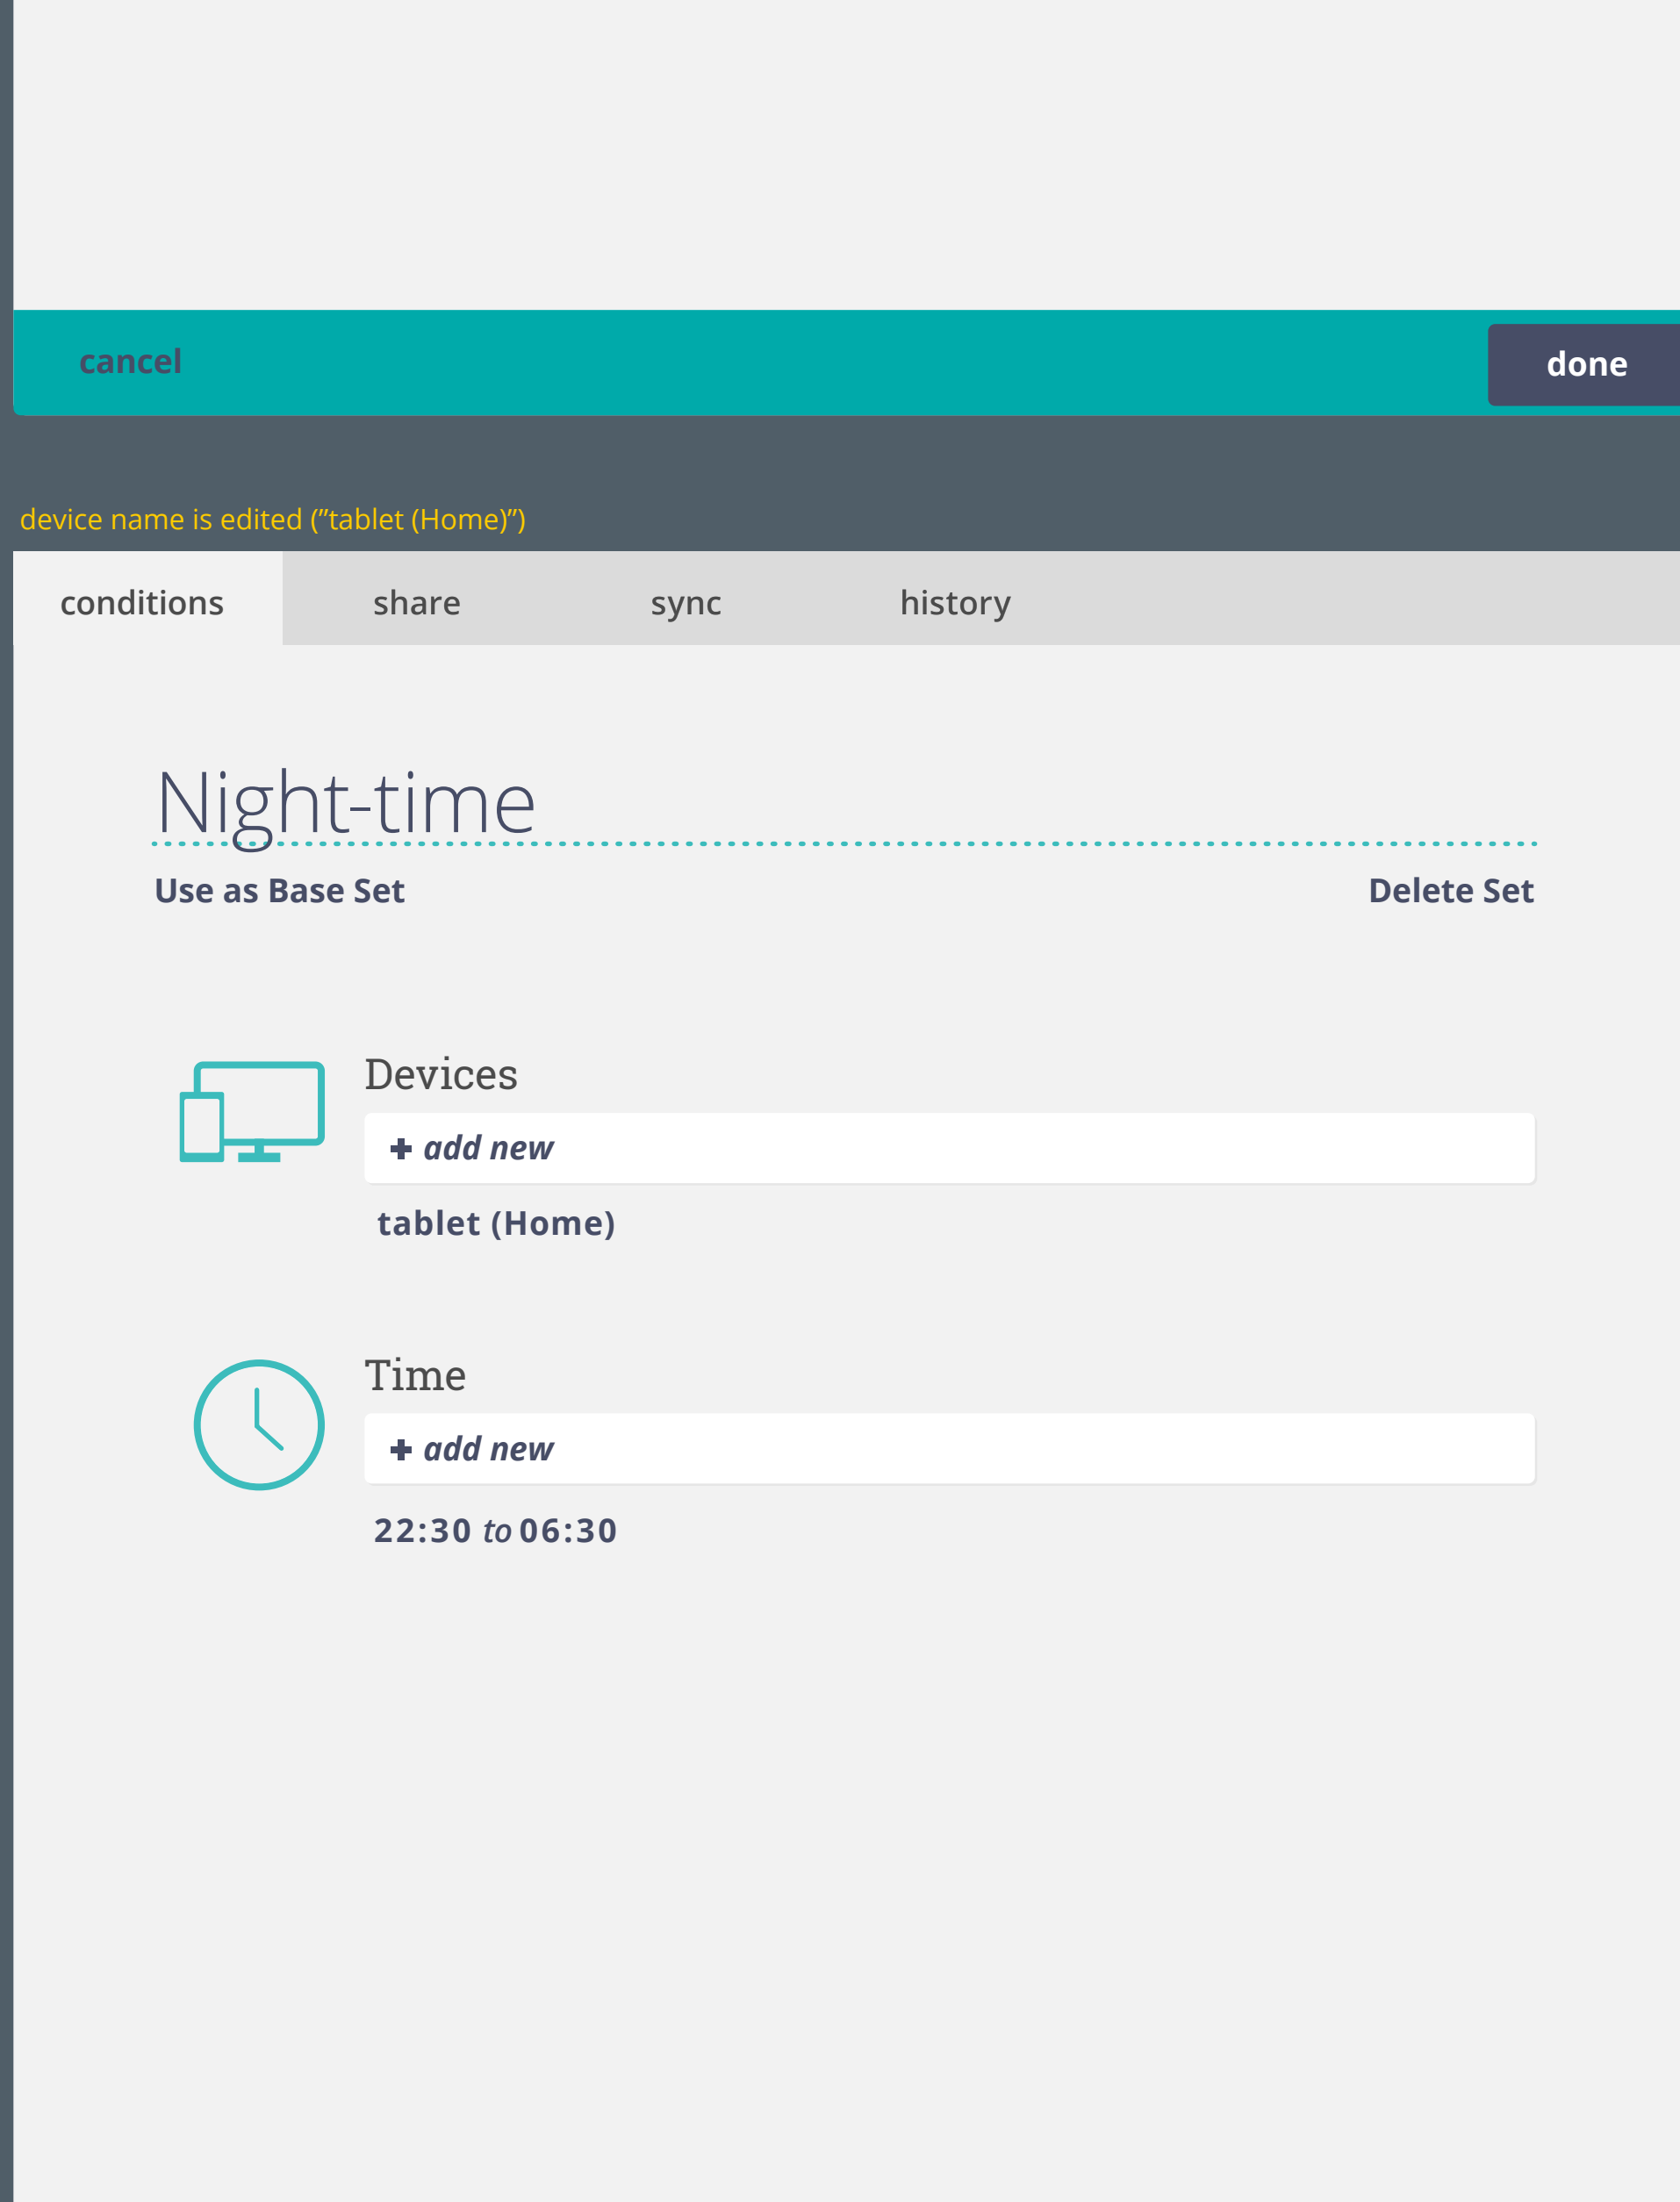 cancel
done
device name is edited (”tablet (Home)”)
conditions share sync history
Night-time
Use as Base Set Delete Set
Devices
+ add new
tablet (Home)
Time
+ add new
22:30 to 06:30